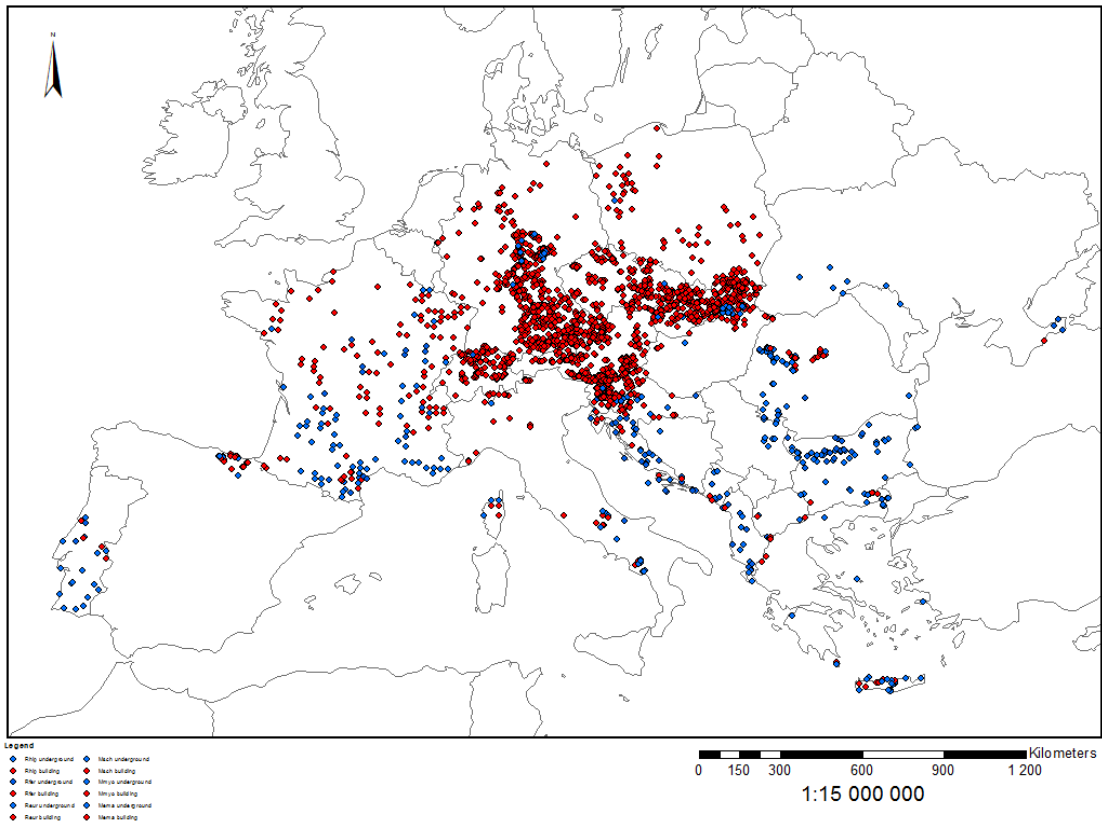 N
Legend
Rhip underground
Rhip building
Rfer underground
Rfer building
Reur underground
Reur building
Msch underground
Msch building
Mmyo underground
Mmyo building
Mema underground
Mema building
Kilometers
0 150 300 600 900 1 200
1:15 000 000